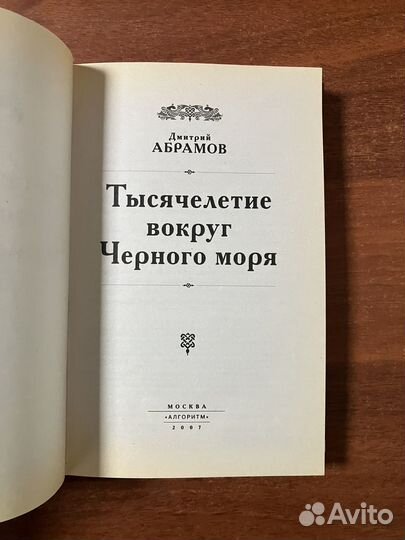 Дмитрий
АБРАМОВ
Тысячелетие
вокруг
Черного моря
МОСКВА
«АЛГОРИТМ»
2007
Avito